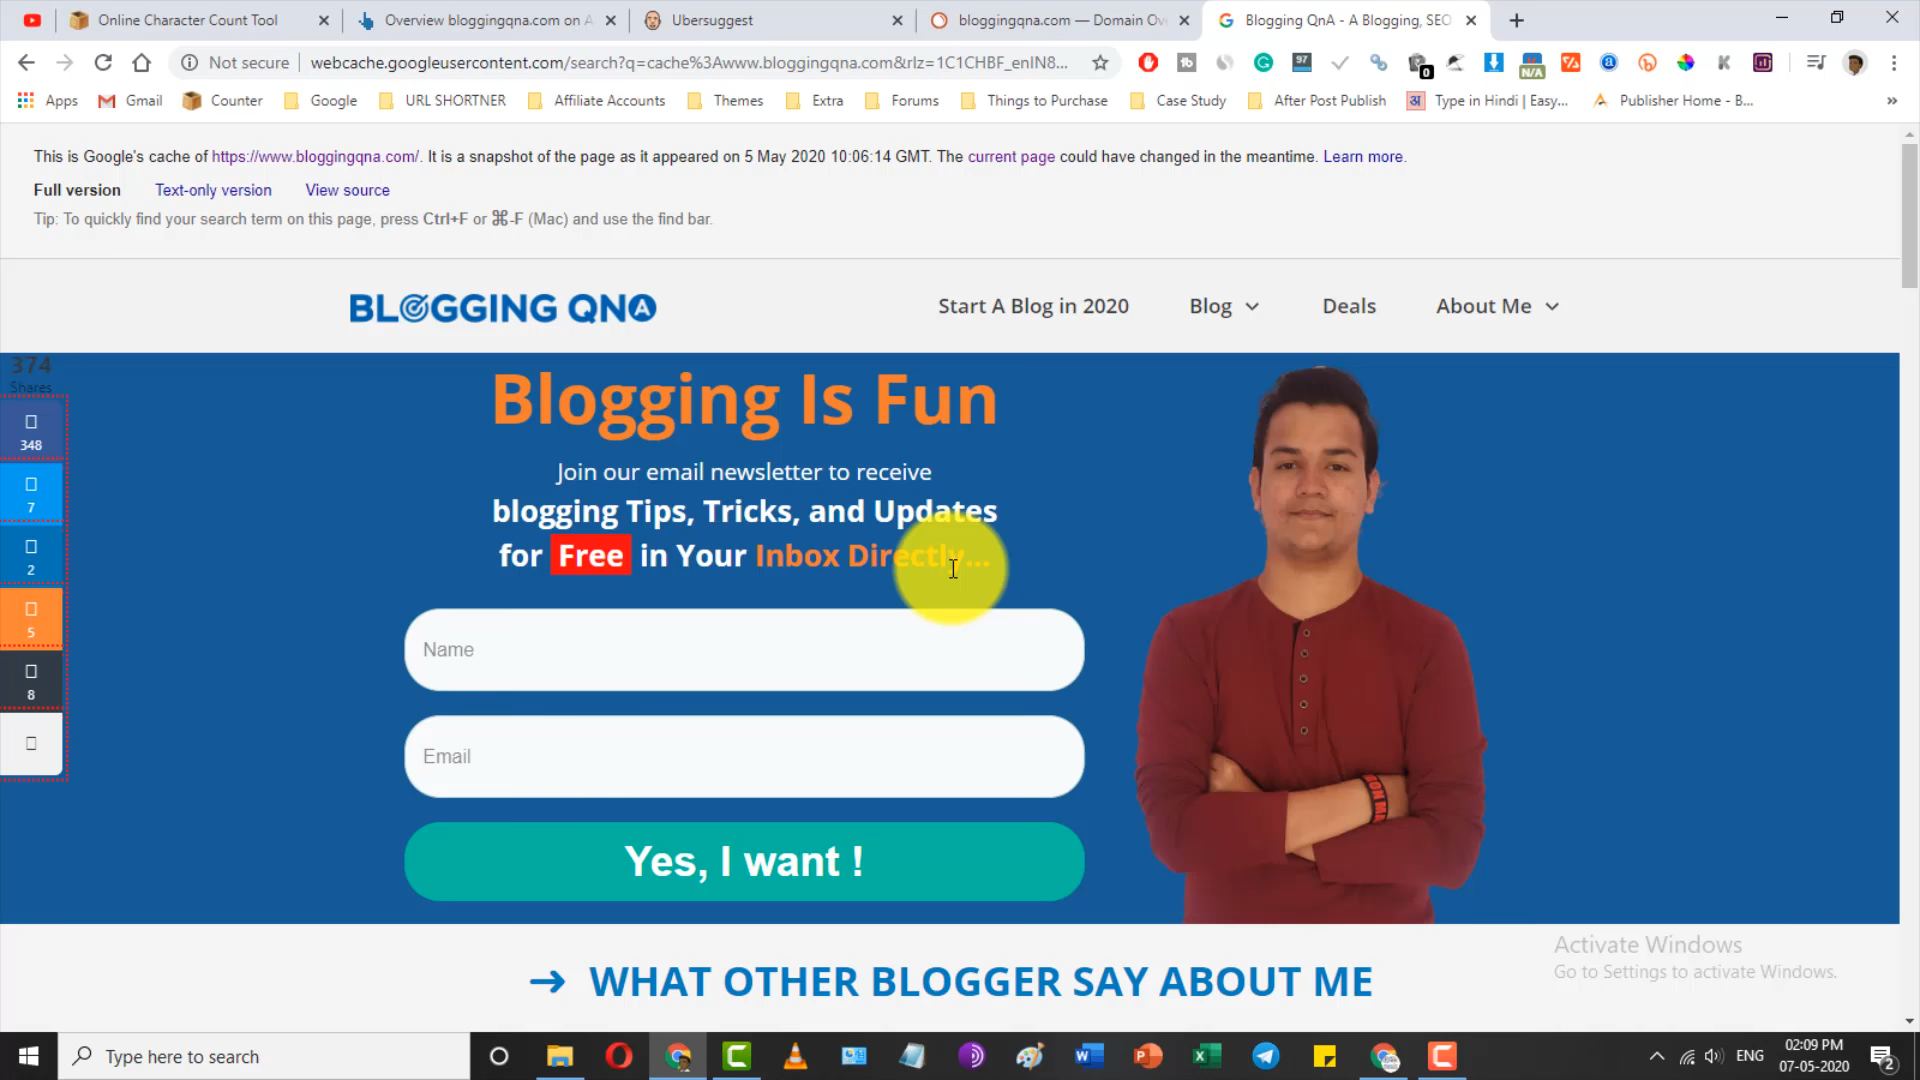 Online Character Count Tool
Overview bloggingqna.com on A
Ubersuggest
bloggingqna.com — Domain Ov
Blogging QnA - A Blogging, SEO
Not secure
webcache.googleusercontent.com/search?q=cache%3Awww.bloggingqna.com&rlz=1C1CHBF_enIN8...
97
0
N/A
Apps
Gmail
Counter
Google
URL SHORTNER
Affiliate Accounts
Themes
Extra
Forums
Things to Purchase
Case Study
After Post Publish
अ
Type in Hindi | Easy...
Publisher Home - B...
This is Google's cache of https://www.bloggingqna.com/. It is a snapshot of the page as it appeared on 5 May 2020 10:06:14 GMT. The current page could have changed in the meantime. Learn more.
Full version Text-only version View source
Tip: To quickly find your search term on this page, press Ctrl+F or ⌘-F (Mac) and use the find bar.
BLOGGING QNA
Start A Blog in 2020
Blog
Deals
About Me
374
Shares
348
7
2
5
8
Blogging Is Fun
Join our email newsletter to receive
blogging Tips, Tricks, and Updates
for Free in Your Inbox Directly...
Name
Email
Yes, I want !
→ WHAT OTHER BLOGGER SAY ABOUT ME
Activate Windows
Go to Settings to activate Windows.
Type here to search
ENG
02:09 PM
07-05-2020
2